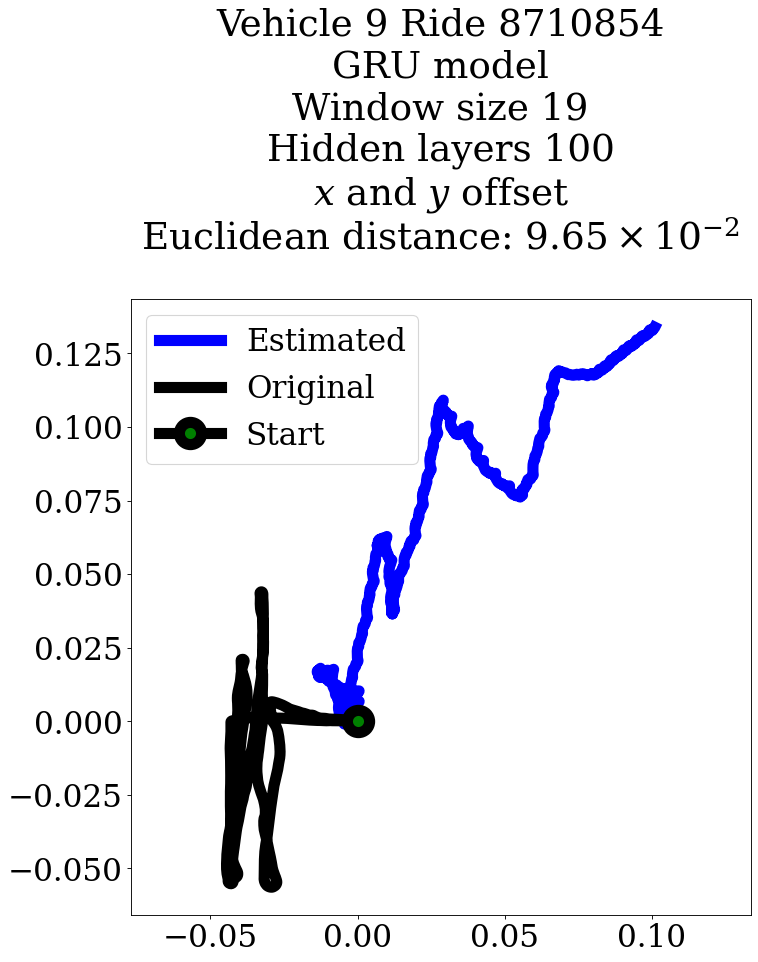 Vehicle 9 Ride 8710854
GRU model
Window size 19
Hidden layers 100
x and y offset
Euclidean distance: 9.65 × 10⁻²
Estimated
Original
Start
0.125
0.100
0.075
0.050
0.025
0.000
−0.025
−0.050
−0.05 0.00 0.05 0.10